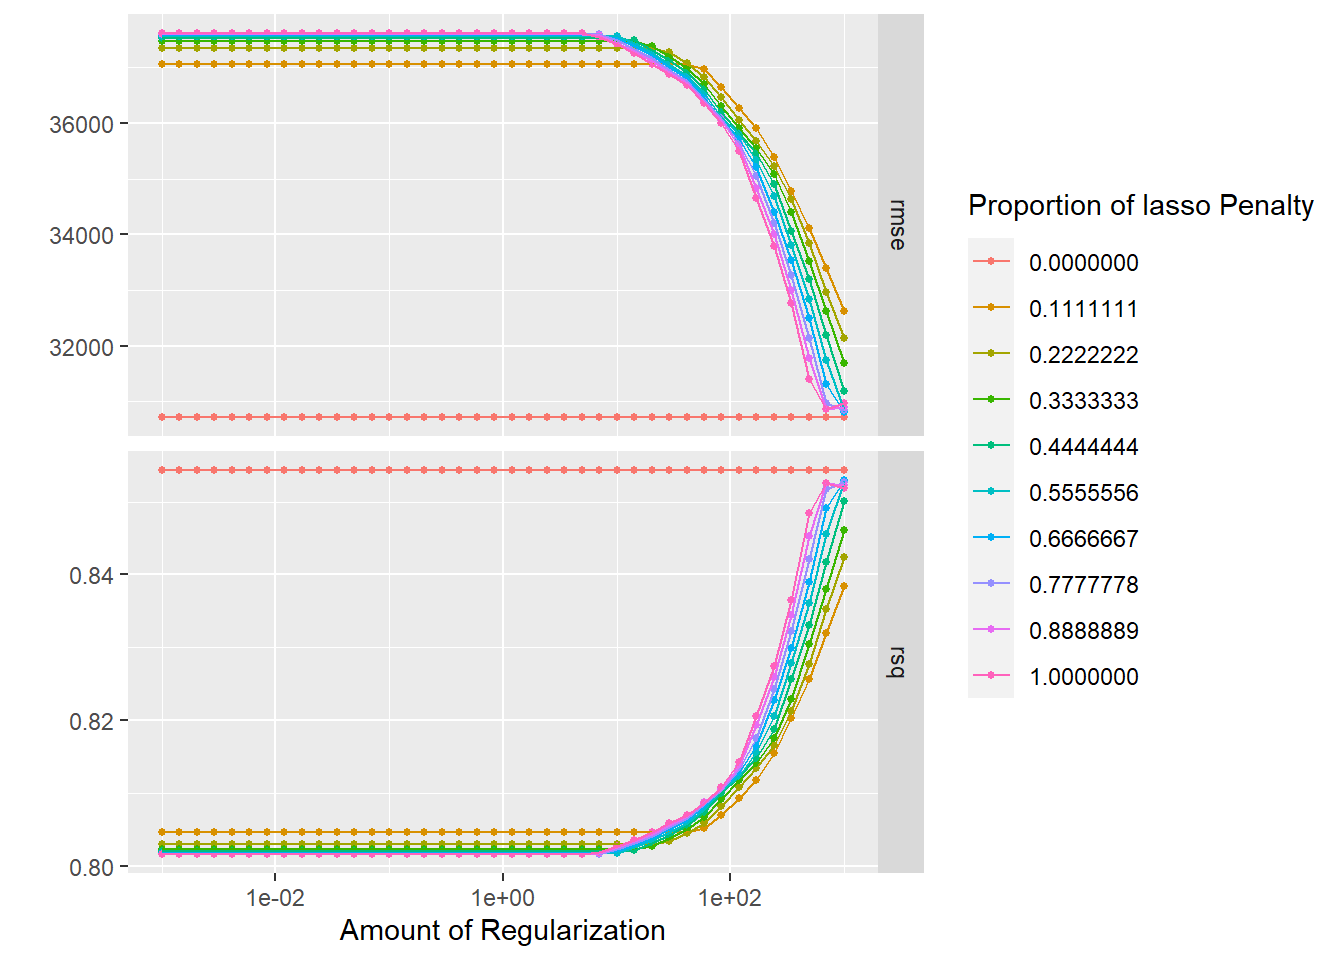 36000
34000
32000
rmse
0.84
0.82
0.80
rsq
1e-02
1e+00
1e+02
Amount of Regularization
Proportion of lasso Penalty
0.0000000
0.1111111
0.2222222
0.3333333
0.4444444
0.5555556
0.6666667
0.7777778
0.8888889
1.0000000